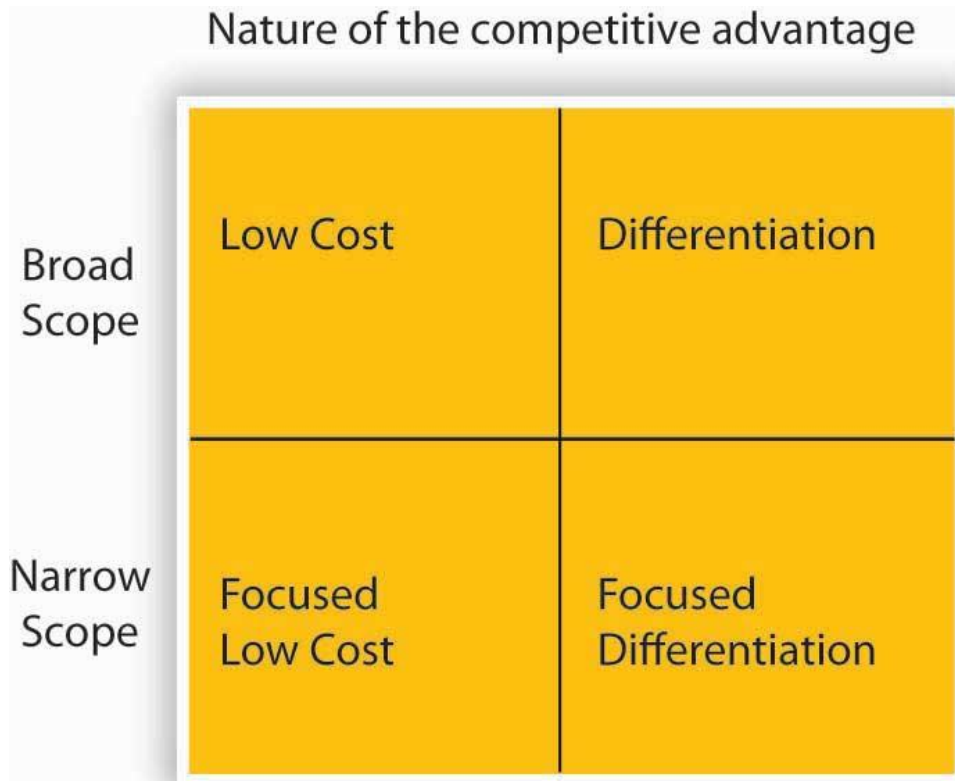 Nature of the competitive advantage
Low Cost
Differentiation
Broad
Scope
Narrow
Scope
Focused
Low Cost
Focused
Differentiation